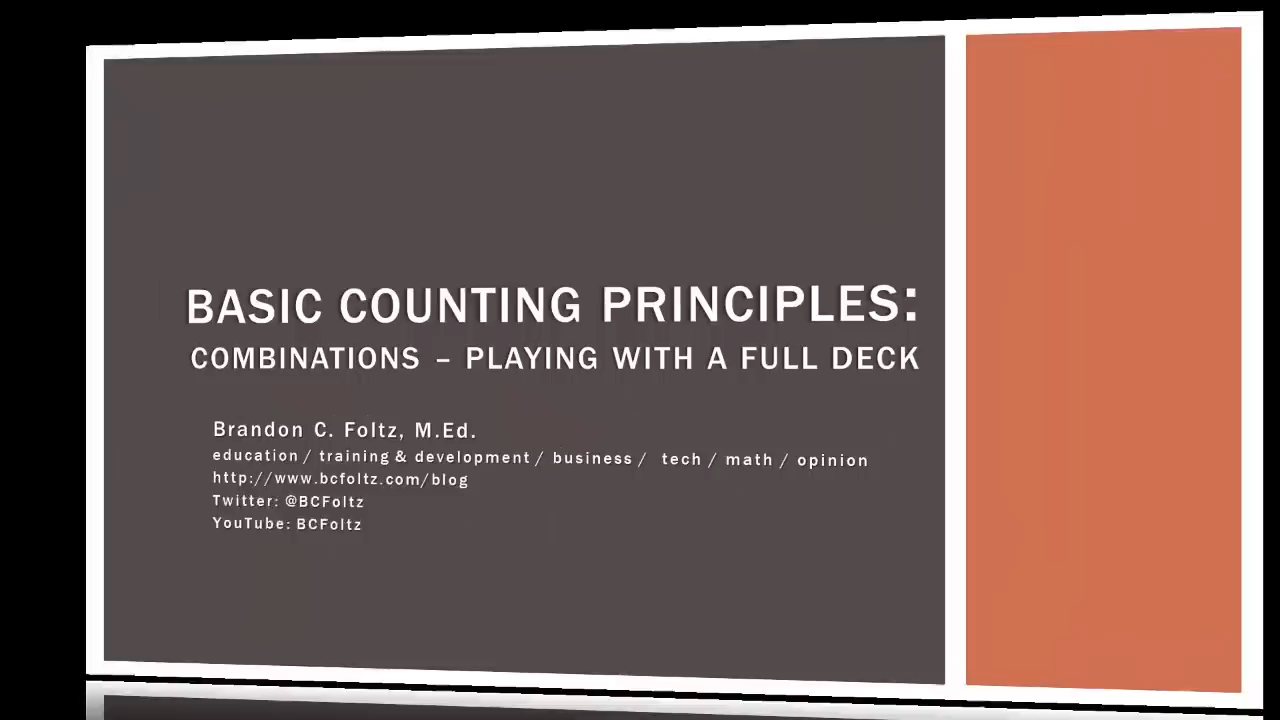 BASIC COUNTING PRINCIPLES:
COMBINATIONS – PLAYING WITH A FULL DECK
Brandon C. Foltz, M.Ed.
education / training & development / business / tech / math / opinion
http://www.bcfoltz.com/blog
Twitter: @BCFoltz
YouTube: BCFoltz